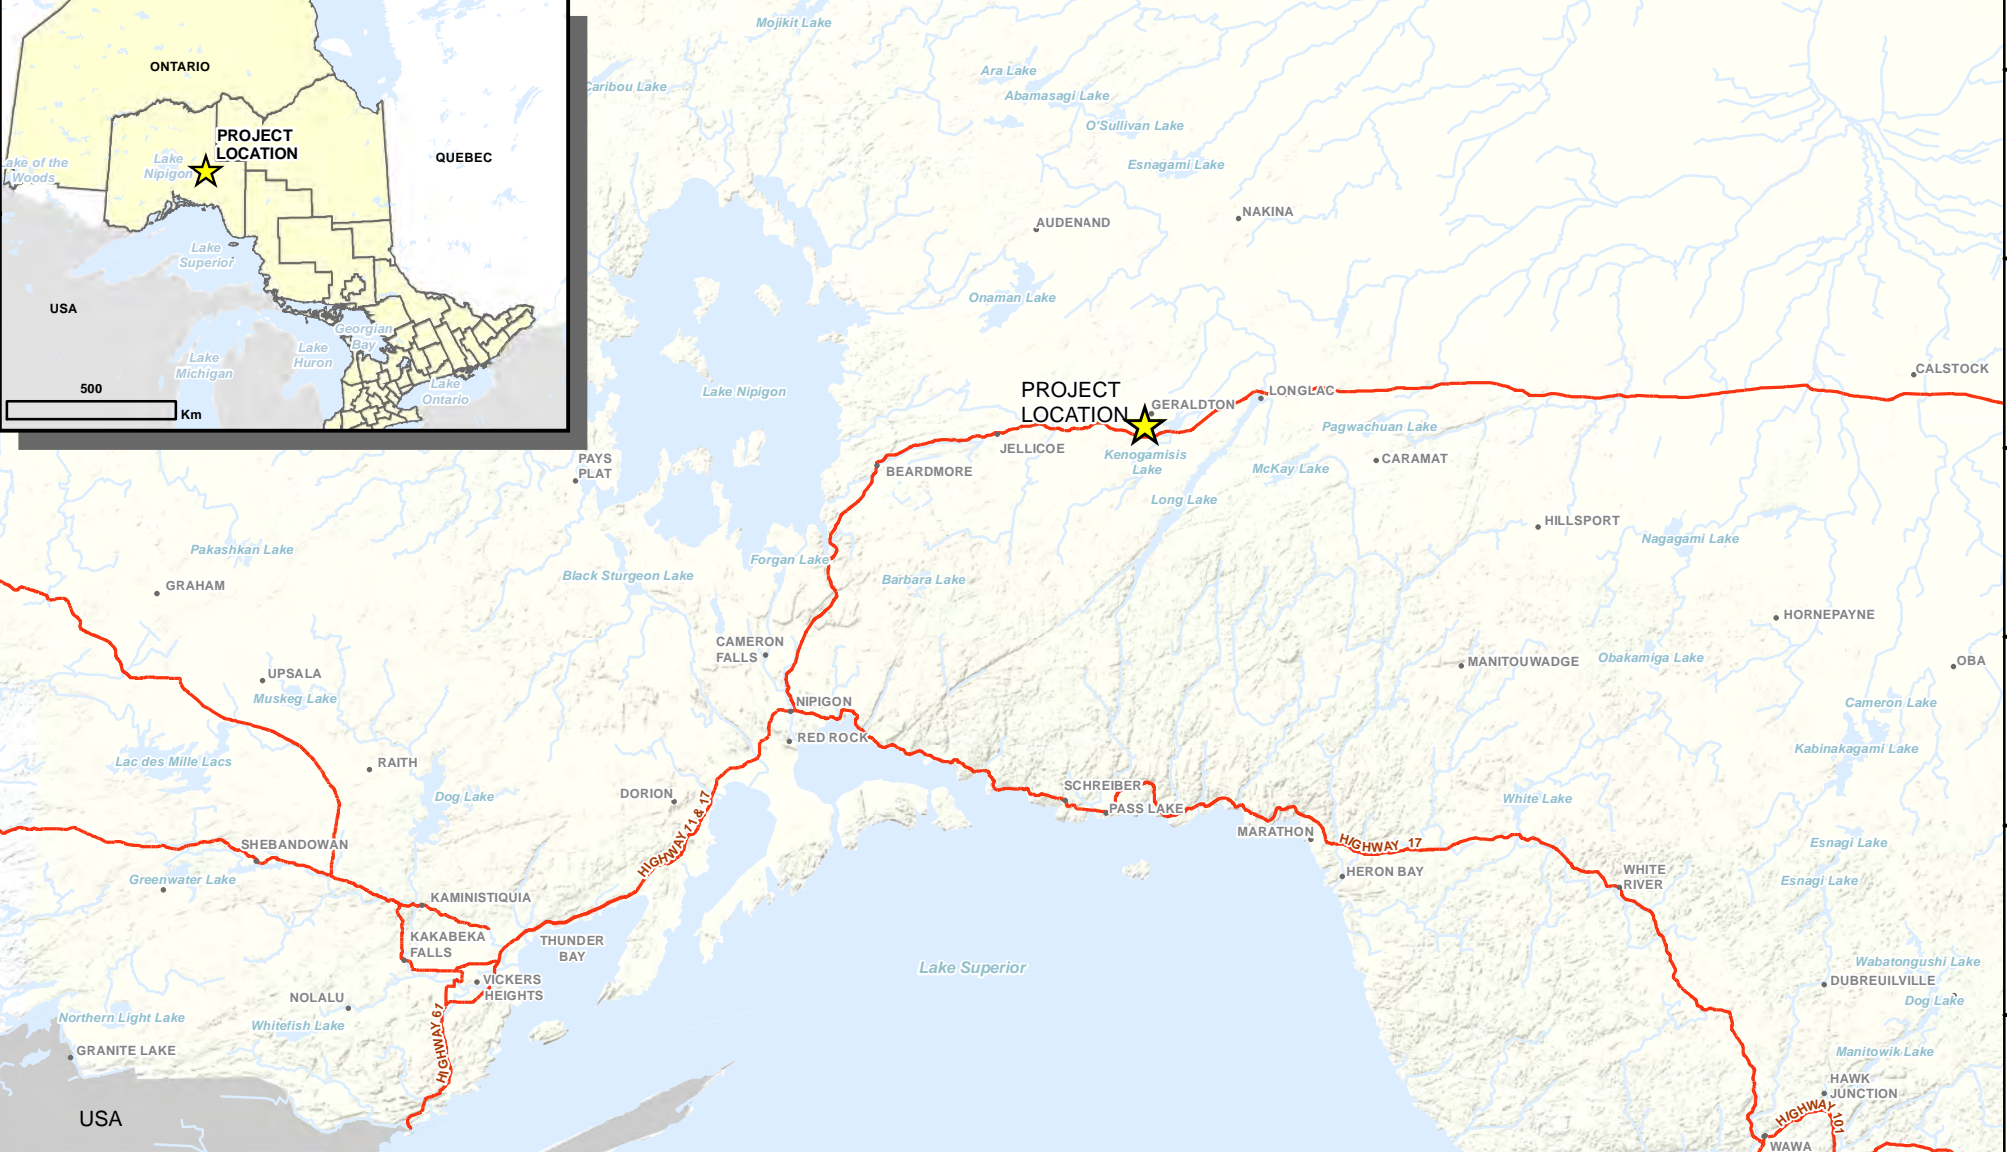 ONTARIO
PROJECT
LOCATION
QUEBEC
Lake
Nipigon
ake of the
Woods
Lake
Superior
USA
Georgian
Bay
Lake
Huron
Lake
Michigan
Lake
Ontario
500
Km
Mojikit Lake
Caribou Lake
Ara Lake
Abamasagi Lake
O'Sullivan Lake
Esnagami Lake
NAKINA
AUDENAND
Onaman Lake
Lake Nipigon
PROJECT
LOCATION
GERALDTON
LONGLAC
CALSTOCK
Pagwachuan Lake
JELLICOE
Kenogamisis
Lake
McKay Lake
CARAMAT
BEARDMORE
PAYS
PLAT
Long Lake
HILLSPORT
Nagagami Lake
Pakashkan Lake
Forgan Lake
Black Sturgeon Lake
Barbara Lake
GRAHAM
HORNEPAYNE
CAMERON
FALLS
MANITOUWADGE
Obakamiga Lake
OBA
UPSALA
Muskeg Lake
NIPIGON
Cameron Lake
RED ROCK
Kabinakagami Lake
Lac des Mille Lacs
RAITH
Dog Lake
DORION
SCHREIBER
PASS LAKE
White Lake
HIGHWAY 11 & 17
MARATHON
HIGHWAY 17
Esnagi Lake
SHEBANDOWAN
HERON BAY
WHITE
RIVER
Esnagi Lake
Greenwater Lake
KAMINISTIQUIA
KAKABEKA
FALLS
THUNDER
BAY
Lake Superior
Wabatongushi Lake
VICKERS
HEIGHTS
DUBREUILVILLE
NOLALU
Dog Lake
Northern Light Lake
Whitefish Lake
HIGHWAY 61
GRANITE LAKE
Manitowik Lake
HAWK
JUNCTION
USA
HIGHWAY 101
WAWA